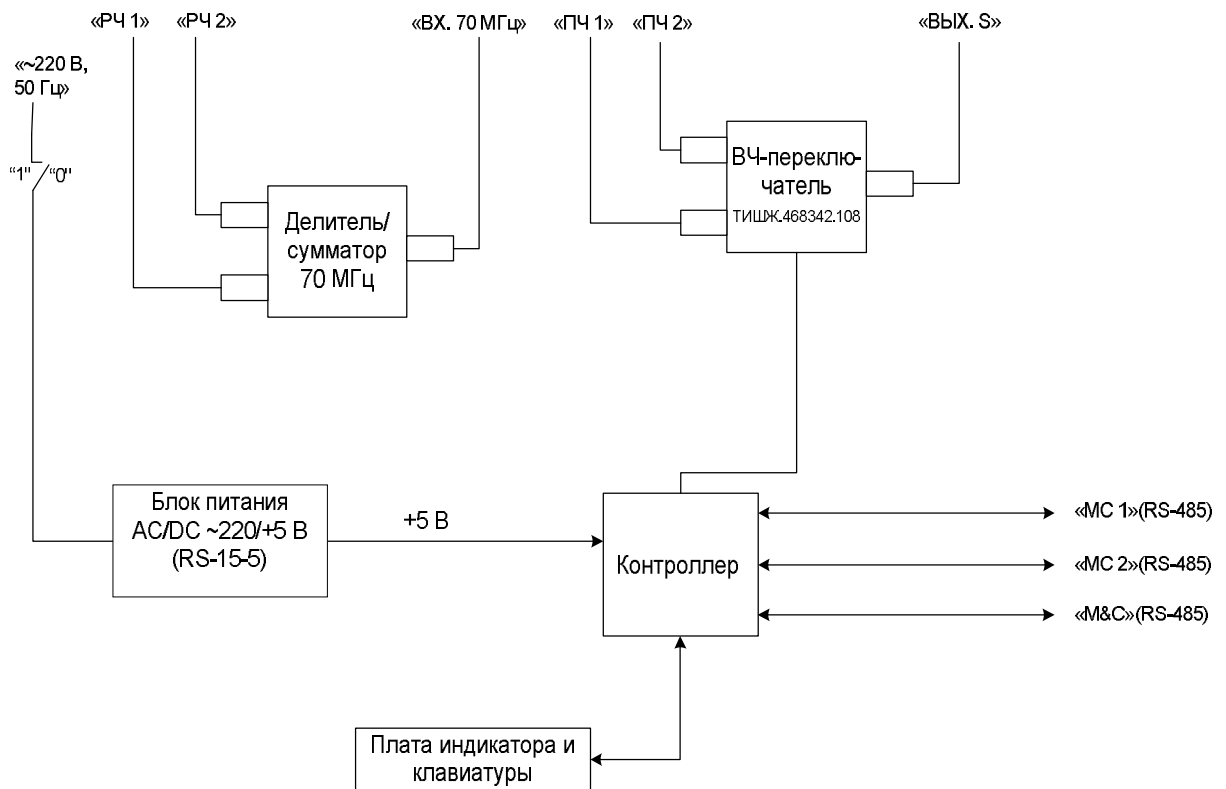 «РЧ 1»
«РЧ 2»
«ВХ. 70 МГц»
«ПЧ 1»
«ПЧ 2»
«ВЫХ. S»
«~220 В,
50 Гц»
“1”
“0”
Делитель/
сумматор
70 МГц
ВЧ-переклю-
чатель
ТИШЖ.468342.108
Блок питания
AC/DC ~220/+5 В
(RS-15-5)
+5 В
Контроллер
«МС 1»(RS-485)
«МС 2»(RS-485)
«M&C»(RS-485)
Плата индикатора и
клавиатуры